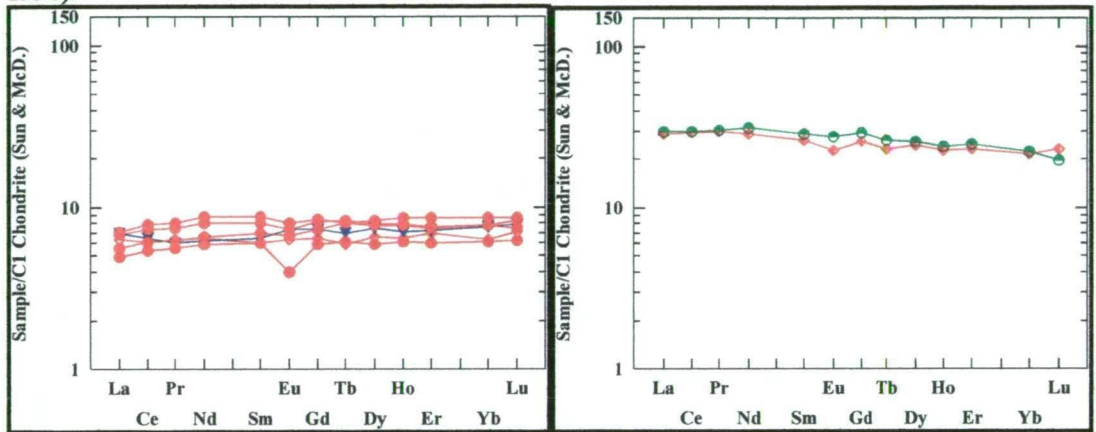 150
100
10
1
Sample/C1 Chondrite (Sun & McD.)
La Pr Eu Tb Ho Lu
Ce Nd Sm Gd Dy Er Yb
150
100
10
1
Sample/C1 Chondrite (Sun & McD.)
La Pr Eu Tb Ho Lu
Ce Nd Sm Gd Dy Er Yb